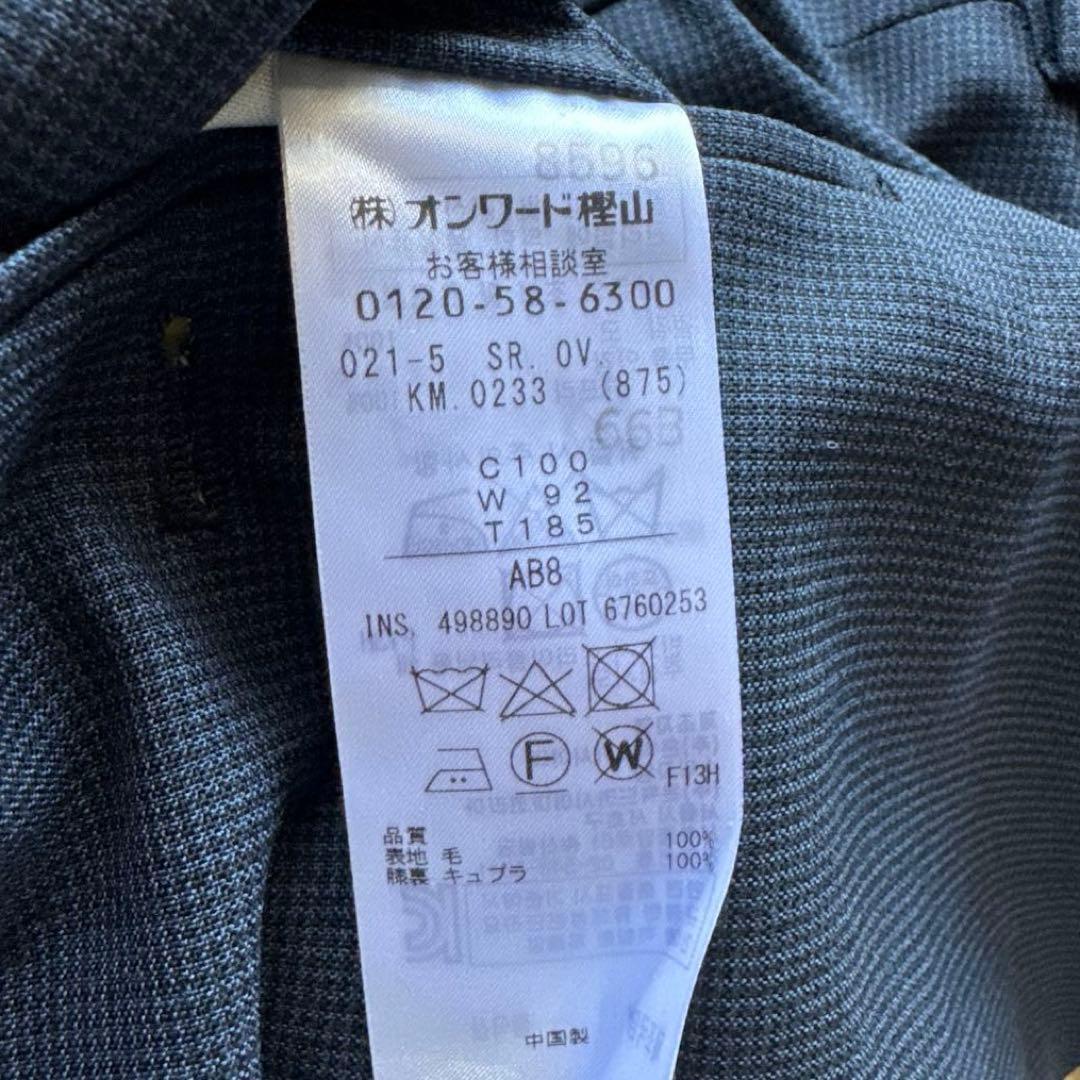 ㈱ オンワード樫山
お客様相談室
0120-58-6300
021-5 SR. OV.
KM. 0233 (875)
C100
W 92
T185
AB8
INS. 498890 LOT 6760253
F
W
F13H
品質
表地 毛 100%
膝裏 キュプラ 100%
中国製